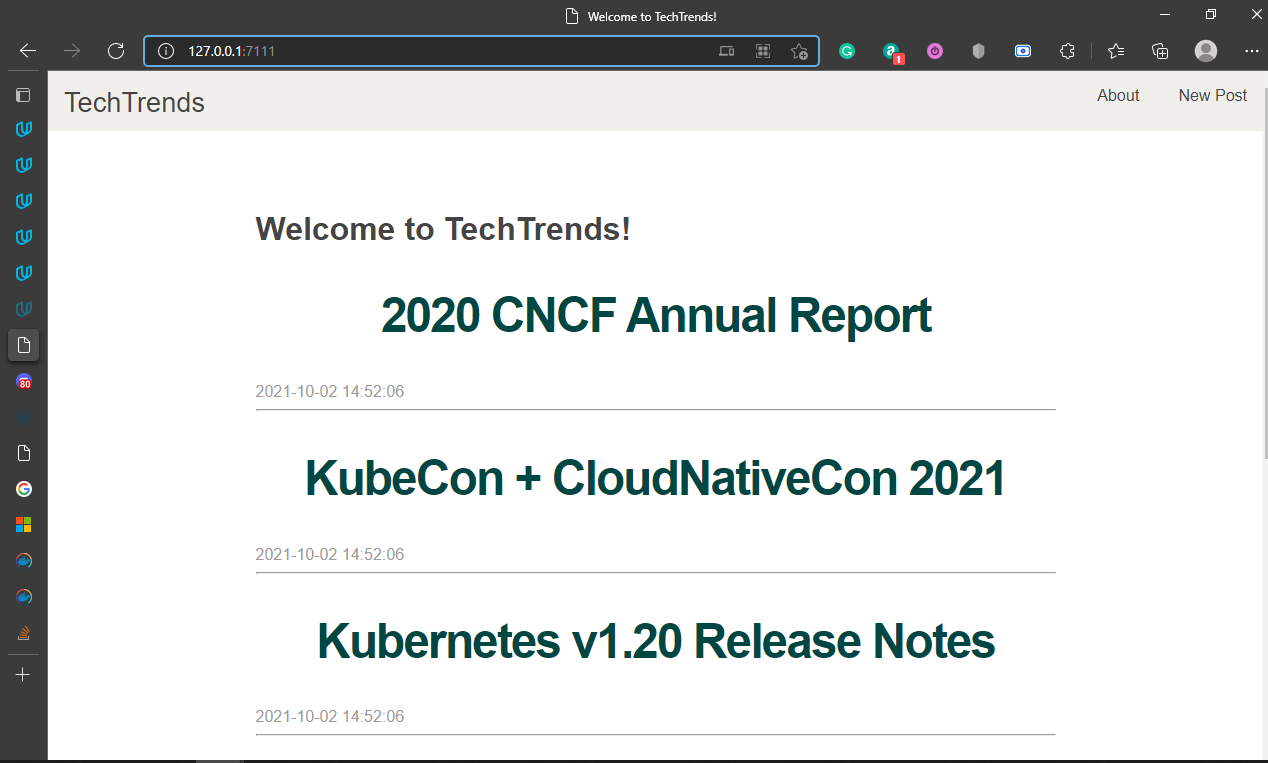 Welcome to TechTrends!
127.0.0.1:7111
1
TechTrends
About
New Post
Welcome to TechTrends!
2020 CNCF Annual Report
2021-10-02 14:52:06
KubeCon + CloudNativeCon 2021
2021-10-02 14:52:06
Kubernetes v1.20 Release Notes
2021-10-02 14:52:06
80